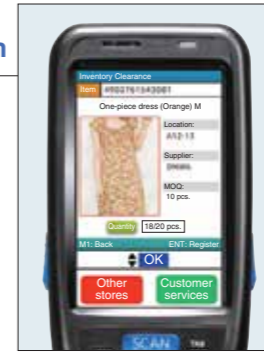 n
Inventory Clearance
Item 4902761543001
One-piece dress (Orange) M
Location:
A12-13
Supplier:
MOQ:
10 pcs.
Quantity 18/20 pcs.
M1: Back ENT: Register
OK
Other
stores
Customer
services
SCAN